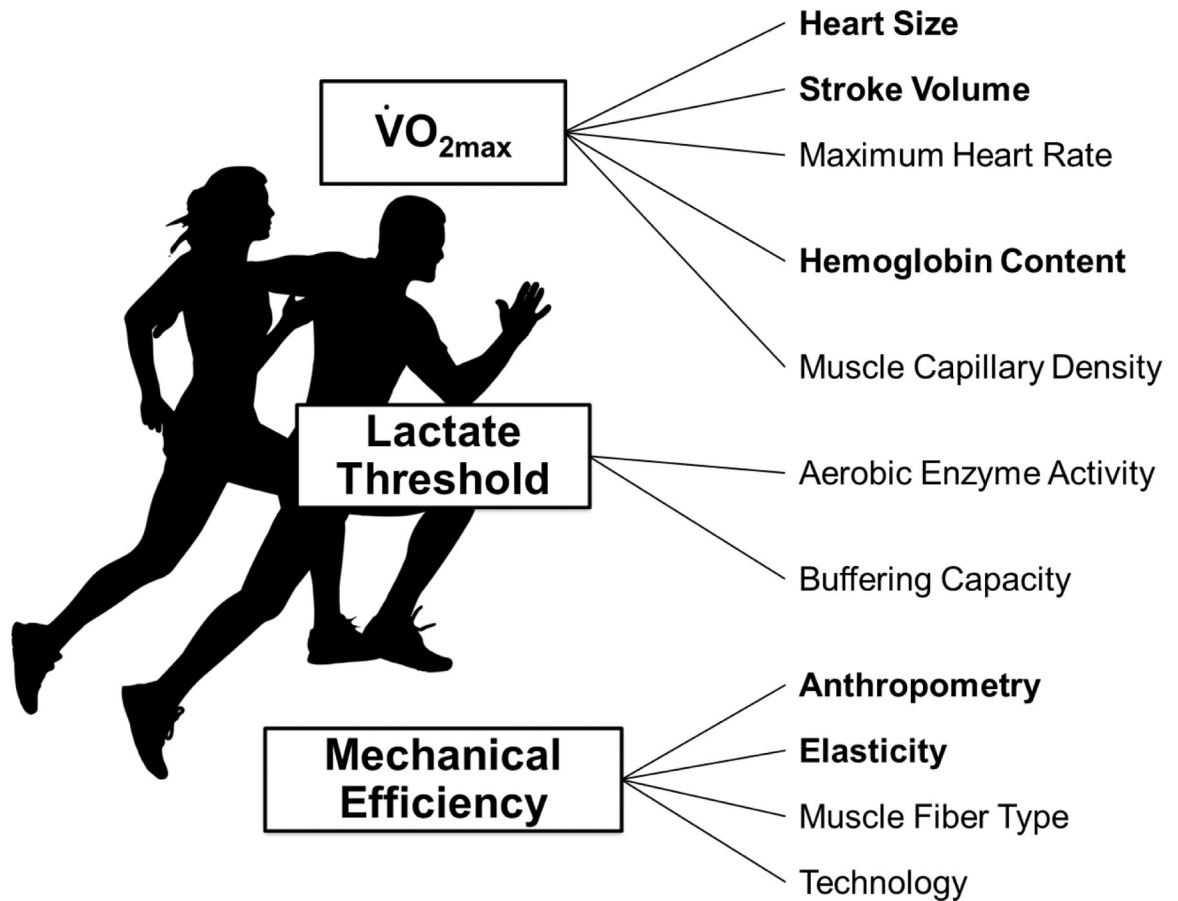 V̇O2max
Heart Size
Stroke Volume
Maximum Heart Rate
Hemoglobin Content
Muscle Capillary Density
Lactate
Threshold
Aerobic Enzyme Activity
Buffering Capacity
Mechanical
Efficiency
Anthropometry
Elasticity
Muscle Fiber Type
Technology